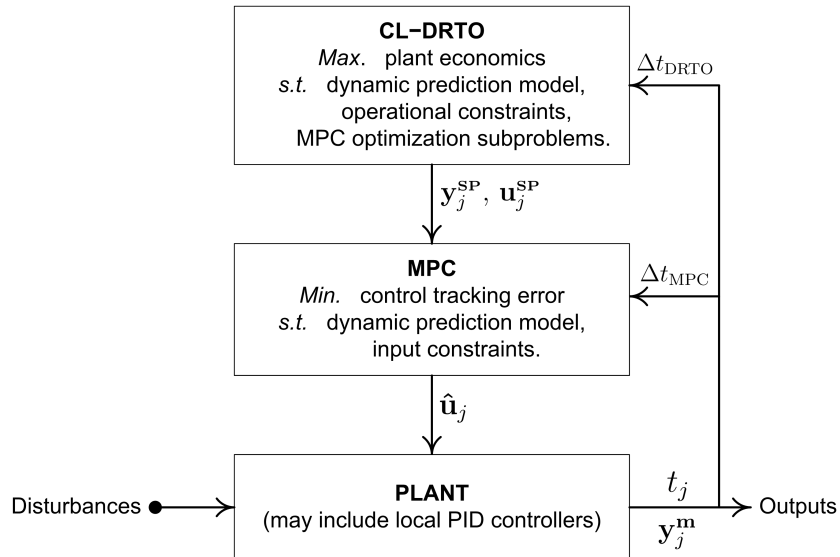 CL−DRTO
Max. plant economics
s.t. dynamic prediction model,
operational constraints,
MPC optimization subproblems.
Δt_DRTO
y_j^SP, u_j^SP
MPC
Min. control tracking error
s.t. dynamic prediction model,
input constraints.
Δt_MPC
û_j
Disturbances
PLANT
(may include local PID controllers)
t_j
y_j^m
Outputs